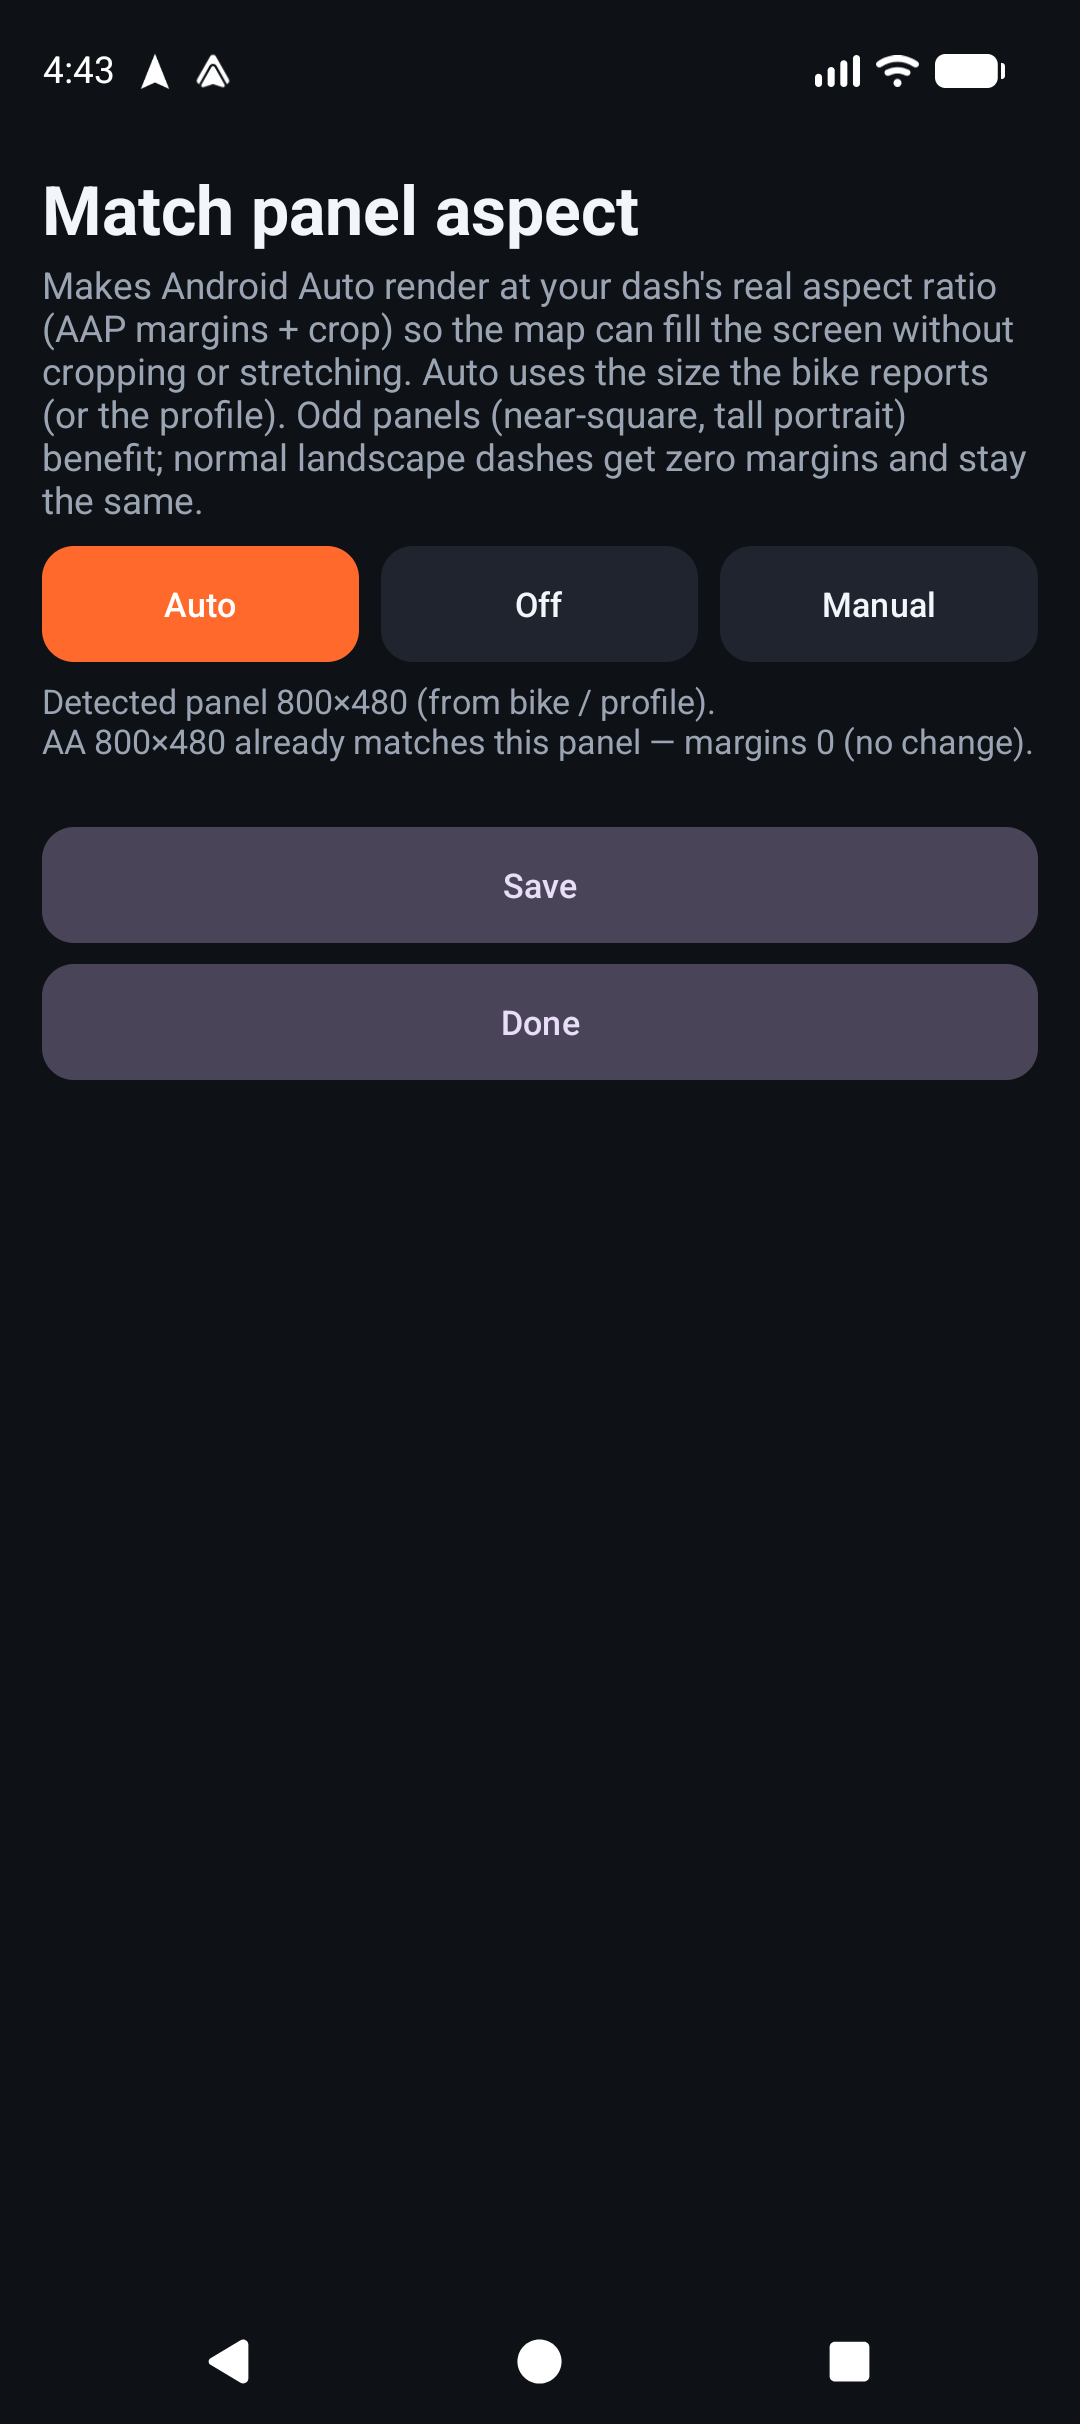 4:43
Match panel aspect
Makes Android Auto render at your dash's real aspect ratio
(AAP margins + crop) so the map can fill the screen without
cropping or stretching. Auto uses the size the bike reports
(or the profile). Odd panels (near-square, tall portrait)
benefit; normal landscape dashes get zero margins and stay
the same.
Auto
Off
Manual
Detected panel 800×480 (from bike / profile).
AA 800×480 already matches this panel — margins 0 (no change).
Save
Done